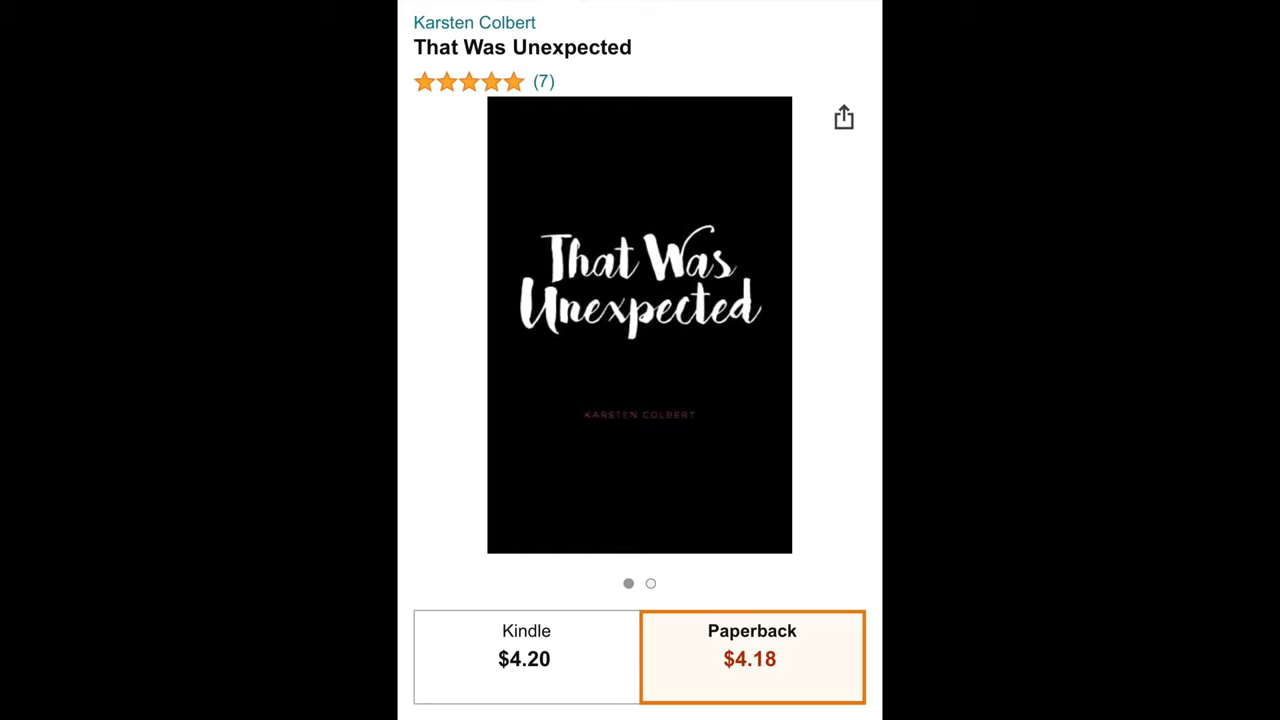 Karsten Colbert
That Was Unexpected
(7)
That Was
Unexpected
KARSTEN COLBERT
Kindle
$4.20
Paperback
$4.18